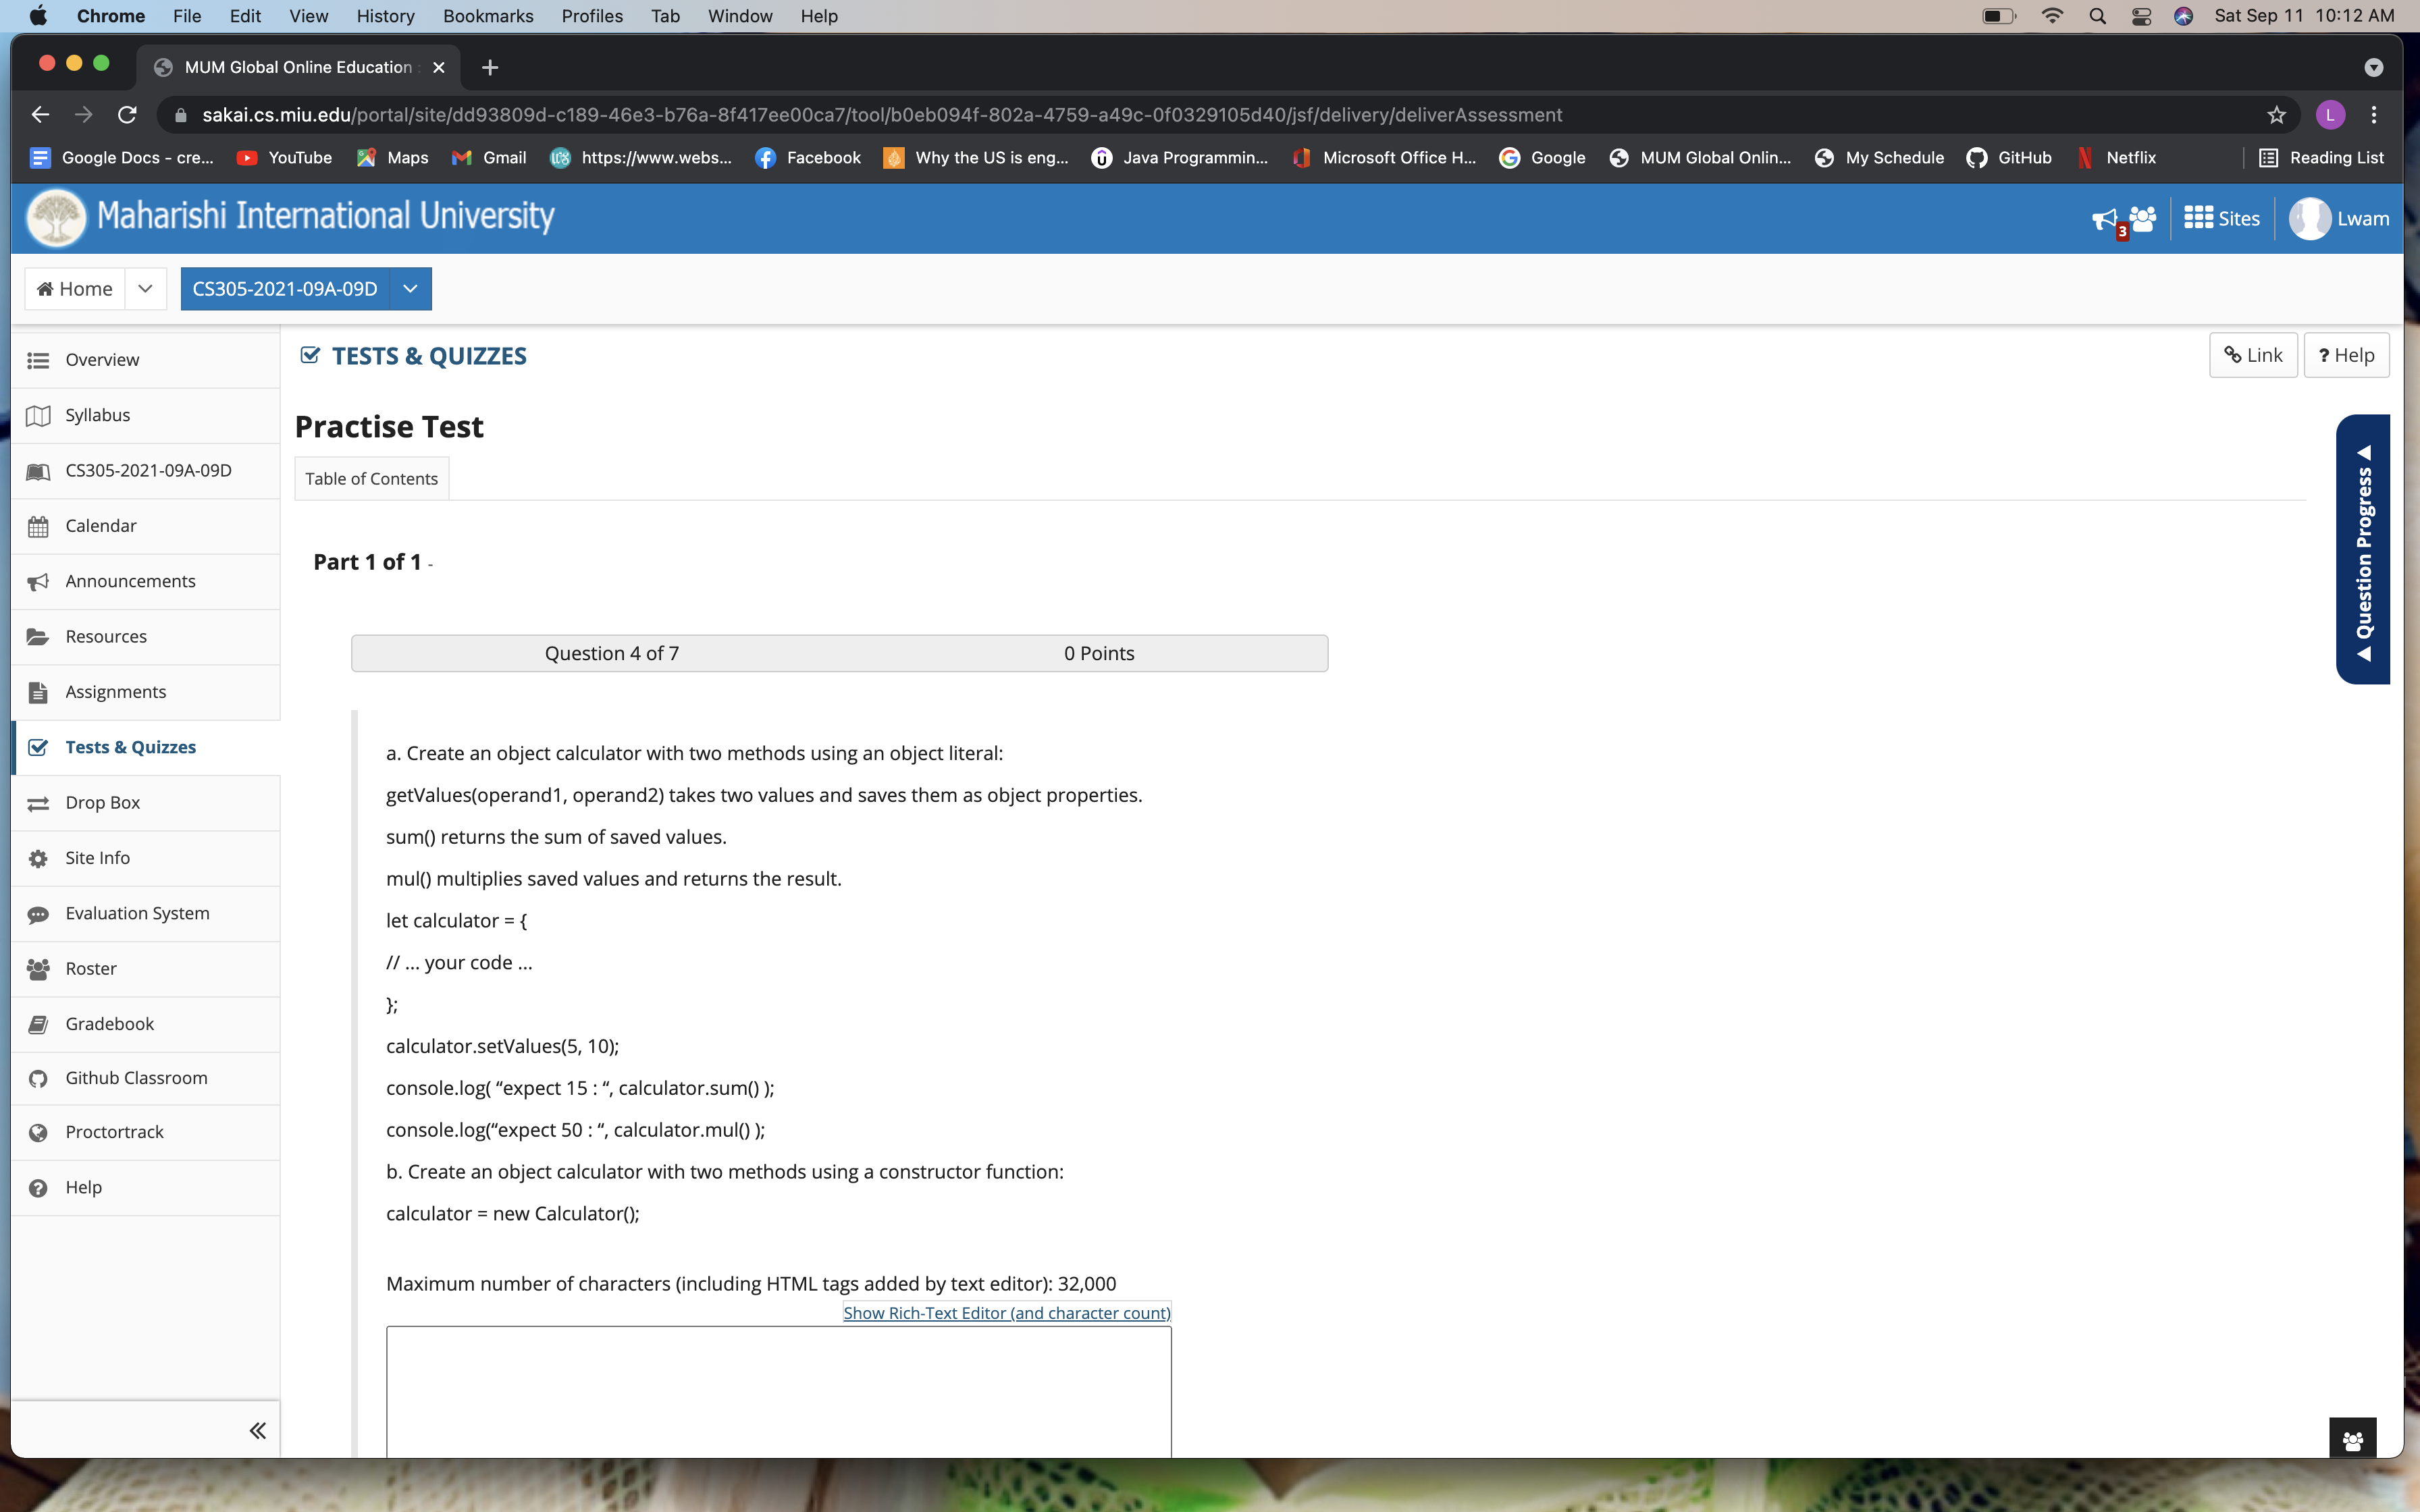 Chrome File Edit View History Bookmarks Profiles Tab Window Help Sat Sep 11 10:12 AM
MUM Global Online Education :
sakai.cs.miu.edu/portal/site/dd93809d-c189-46e3-b76a-8f417ee00ca7/tool/b0eb094f-802a-4759-a49c-0f0329105d40/jsf/delivery/deliverAssessment L
Google Docs - cre... YouTube Maps Gmail https://www.webs... Facebook Why the US is eng... Java Programmin... Microsoft Office H... Google MUM Global Onlin... My Schedule GitHub Netflix Reading List
Maharishi International University 3 Sites Lwam
Home CS305-2021-09A-09D
Overview
Syllabus
CS305-2021-09A-09D
Calendar
Announcements
Resources
Assignments
Tests & Quizzes
Drop Box
Site Info
Evaluation System
Roster
Gradebook
Github Classroom
Proctortrack
Help
TESTS & QUIZZES Link ? Help
Practise Test
Table of Contents
Question Progress
Part 1 of 1 -
Question 4 of 7 0 Points
a. Create an object calculator with two methods using an object literal:
getValues(operand1, operand2) takes two values and saves them as object properties.
sum() returns the sum of saved values.
mul() multiplies saved values and returns the result.
let calculator = {
// ... your code ...
};
calculator.setValues(5, 10);
console.log( “expect 15 : “, calculator.sum() );
console.log(“expect 50 : “, calculator.mul() );
b. Create an object calculator with two methods using a constructor function:
calculator = new Calculator();
Maximum number of characters (including HTML tags added by text editor): 32,000
Show Rich-Text Editor (and character count)